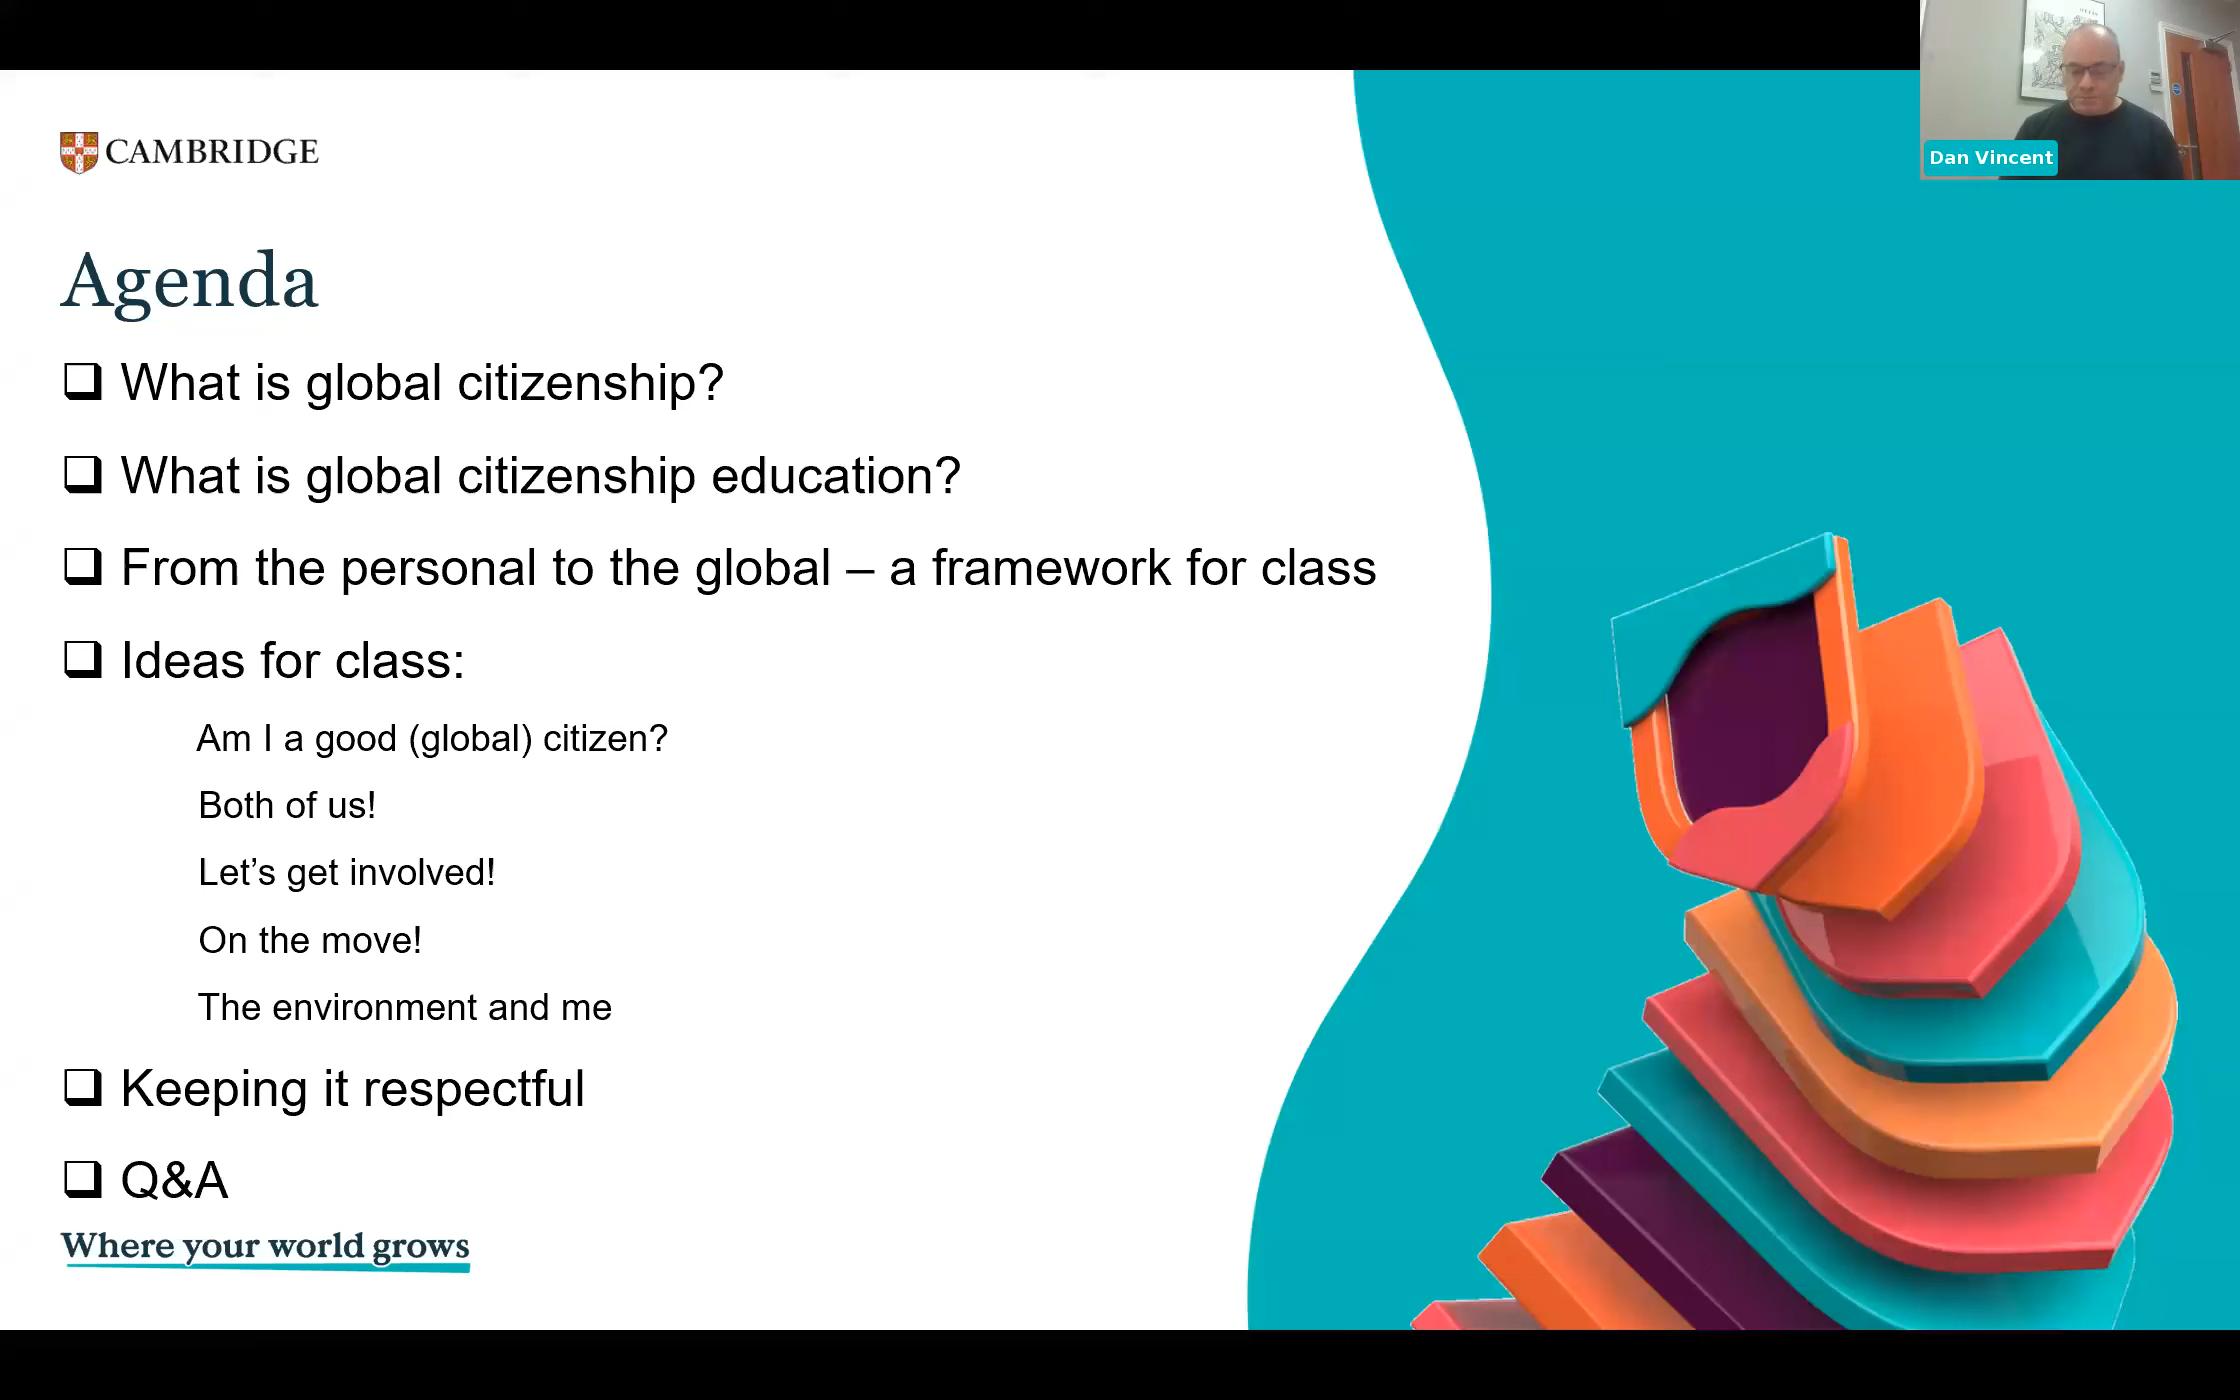 CAMBRIDGE
Dan Vincent
Agenda
❑ What is global citizenship?
❑ What is global citizenship education?
❑ From the personal to the global – a framework for class
❑ Ideas for class:
Am I a good (global) citizen?
Both of us!
Let’s get involved!
On the move!
The environment and me
❑ Keeping it respectful
❑ Q&A
Where your world grows